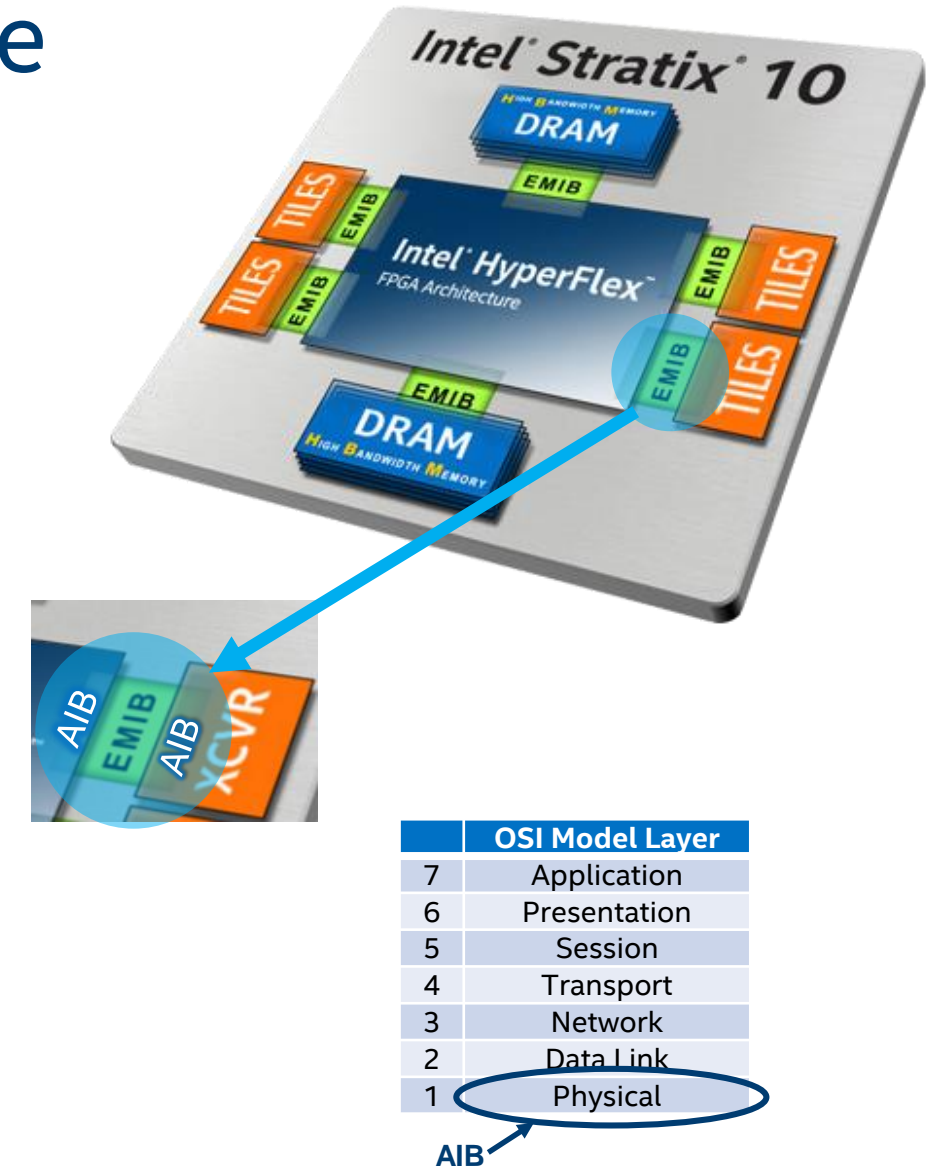 e
Intel® Stratix® 10
HIGH BANDWIDTH MEMORY
DRAM
EMIB
TILES
EMIB
TILES
EMIB
Intel® HyperFlex™
FPGA Architecture
EMIB
TILES
EMIB
TILES
EMIB
DRAM
HIGH BANDWIDTH MEMORY
AIB
EMIB
AIB
XCVR
OSI Model Layer
7 Application
6 Presentation
5 Session
4 Transport
3 Network
2 Data Link
1 Physical
AIB